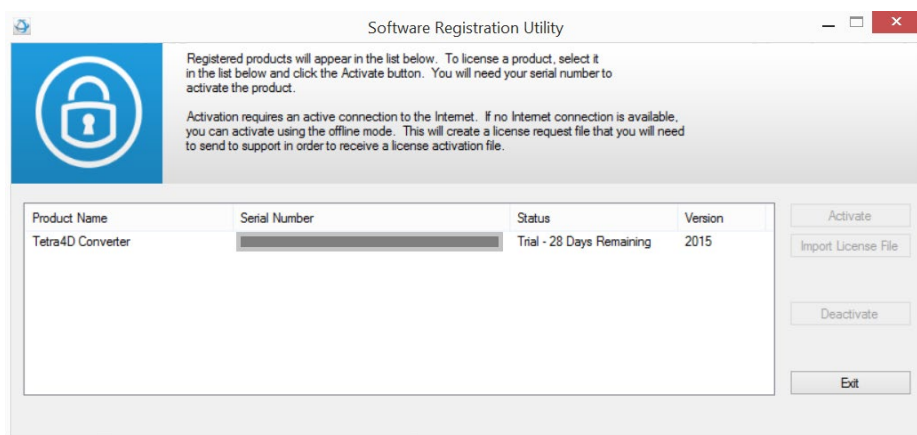 Software Registration Utility
Registered products will appear in the list below. To license a product, select it
in the list below and click the Activate button. You will need your serial number to
activate the product.
Activation requires an active connection to the Internet. If no Internet connection is available,
you can activate using the offline mode. This will create a license request file that you will need
to send to support in order to receive a license activation file.
Product Name Serial Number Status Version
Tetra4D Converter Trial - 28 Days Remaining 2015
Activate
Import License File
Deactivate
Exit